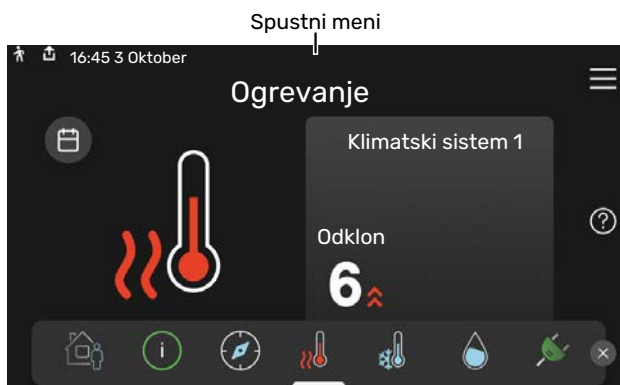 Spustni meni
16:45 3 Oktober
Ogrevanje
Klimatski sistem 1
Odklon
6